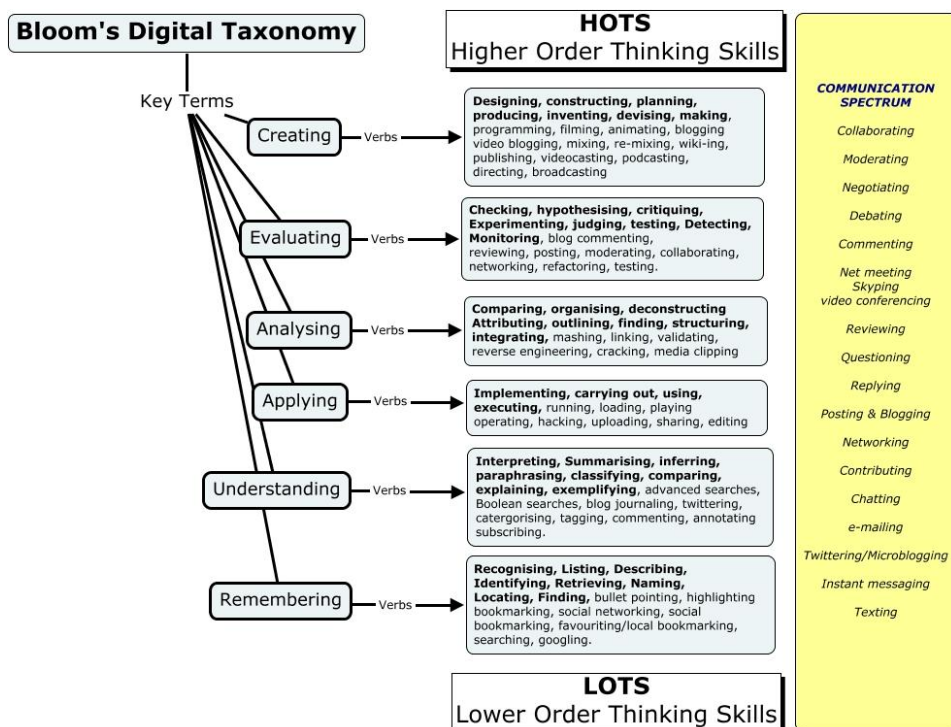 Bloom's Digital Taxonomy
Key Terms
HOTS
Higher Order Thinking Skills
Creating
Verbs
Designing, constructing, planning,
producing, inventing, devising, making,
programming, filming, animating, blogging
video blogging, mixing, re-mixing, wiki-ing,
publishing, videocasting, podcasting,
directing, broadcasting
Evaluating
Verbs
Checking, hypothesising, critiquing,
Experimenting, judging, testing, Detecting,
Monitoring, blog commenting,
reviewing, posting, moderating, collaborating,
networking, refactoring, testing.
Analysing
Verbs
Comparing, organising, deconstructing
Attributing, outlining, finding, structuring,
integrating, mashing, linking, validating,
reverse engineering, cracking, media clipping
Applying
Verbs
Implementing, carrying out, using,
executing, running, loading, playing
operating, hacking, uploading, sharing, editing
Understanding
Verbs
Interpreting, Summarising, inferring,
paraphrasing, classifying, comparing,
explaining, exemplifying, advanced searches,
Boolean searches, blog journaling, twittering,
catergorising, tagging, commenting, annotating
subscribing.
Remembering
Verbs
Recognising, Listing, Describing,
Identifying, Retrieving, Naming,
Locating, Finding, bullet pointing, highlighting
bookmarking, social networking, social
bookmarking, favouriting/local bookmarking,
searching, googling.
LOTS
Lower Order Thinking Skills
COMMUNICATION
SPECTRUM
Collaborating
Moderating
Negotiating
Debating
Commenting
Net meeting
Skyping
video conferencing
Reviewing
Questioning
Replying
Posting & Blogging
Networking
Contributing
Chatting
e-mailing
Twittering/Microblogging
Instant messaging
Texting